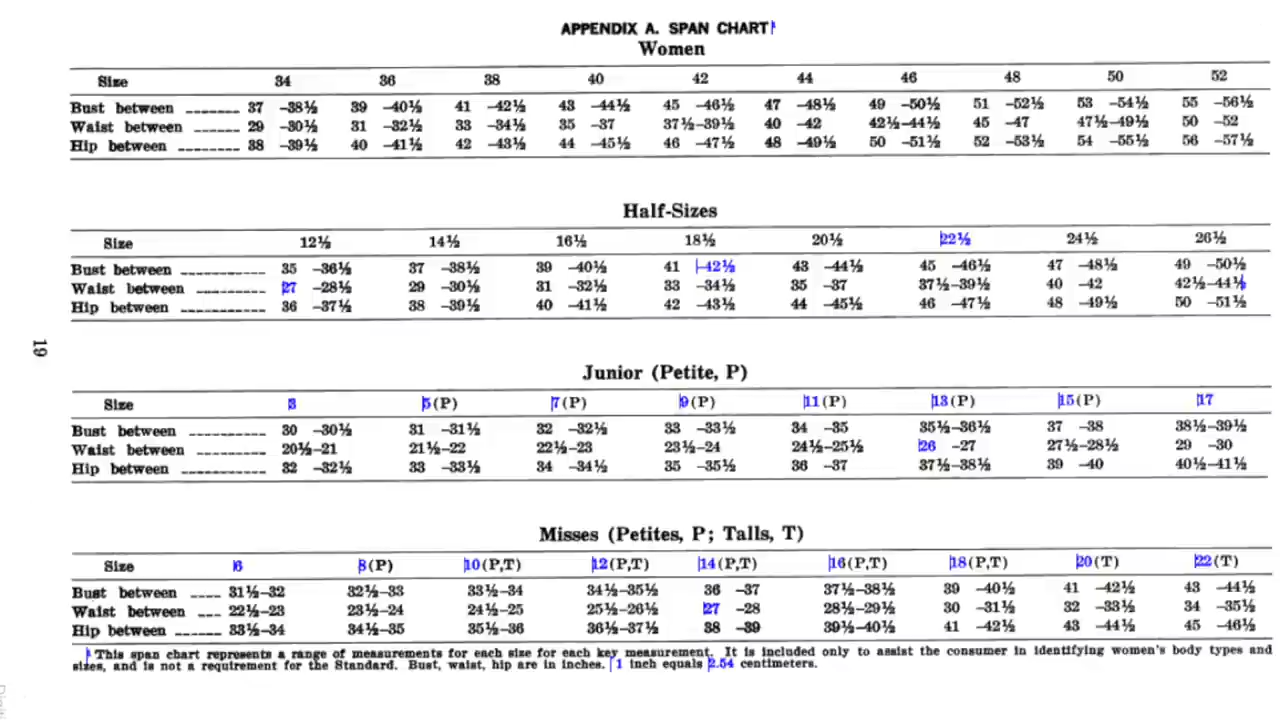 APPENDIX A. SPAN CHART¹
Women
Size 34 36 38 40 42 44 46 48 50 52
Bust between 37 -38½ 39 -40½ 41 -42½ 43 -44½ 45 -46½ 47 -48½ 49 -50½ 51 -52½ 53 -54½ 55 -56½
Waist between 29 -30½ 31 -32½ 33 -34½ 35 -37 37½-39½ 40 -42 42½-44½ 45 -47 47½-49½ 50 -52
Hip between 38 -39½ 40 -41½ 42 -43½ 44 -45½ 46 -47½ 48 -49½ 50 -51½ 52 -53½ 54 -55½ 56 -57½
Half-Sizes
Size 12½ 14½ 16½ 18½ 20½ 22½ 24½ 26½
Bust between 35 -36½ 37 -38½ 39 -40½ 41 -42½ 43 -44½ 45 -46½ 47 -48½ 49 -50½
Waist between 27 -28½ 29 -30½ 31 -32½ 33 -34½ 35 -37 37½-39½ 40 -42 42½-44½
Hip between 36 -37½ 38 -39½ 40 -41½ 42 -43½ 44 -45½ 46 -47½ 48 -49½ 50 -51½
19
Junior (Petite, P)
Size 3 5(P) 7(P) 9(P) 11(P) 13(P) 15(P) 17
Bust between 30 -30½ 31 -31½ 32 -32½ 33 -33½ 34 -35 35½-36½ 37 -38 38½-39½
Waist between 20½-21 21½-22 22½-23 23½-24 24½-25½ 26 -27 27½-28½ 29 -30
Hip between 32 -32½ 33 -33½ 34 -34½ 35 -35½ 36 -37 37½-38½ 39 -40 40½-41½
Misses (Petites, P; Talls, T)
Size 6 8(P) 10(P,T) 12(P,T) 14(P,T) 16(P,T) 18(P,T) 20(T) 22(T)
Bust between 31½-32 32½-33 33½-34 34½-35½ 36 -37 37½-38½ 39 -40½ 41 -42½ 43 -44½
Waist between 22½-23 23½-24 24½-25 25½-26½ 27 -28 28½-29½ 30 -31½ 32 -33½ 34 -35½
Hip between 33½-34 34½-35 35½-36 36½-37½ 38 -39 39½-40½ 41 -42½ 43 -44½ 45 -46½
¹ This span chart represents a range of measurements for each size for each key measurement. It is included only to assist the consumer in identifying women's body types and
sizes, and is not a requirement for the Standard. Bust, waist, hip are in inches. 1 inch equals 2.54 centimeters.